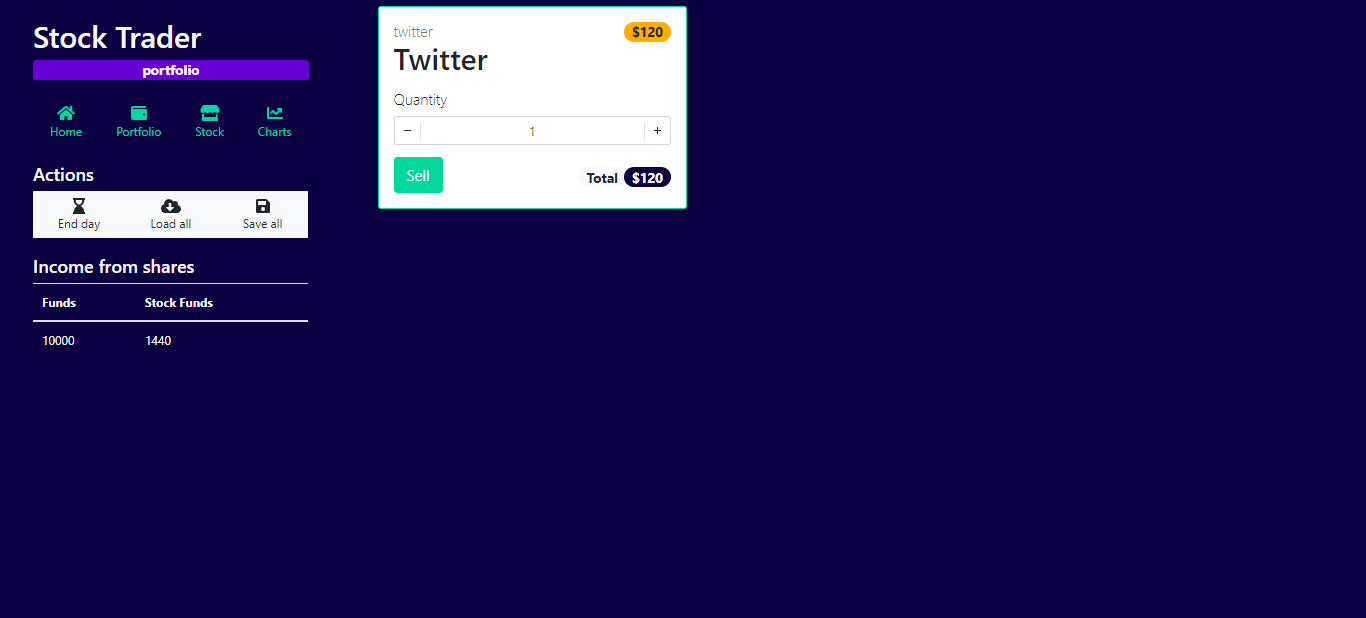 Stock Trader
portfolio
Home Portfolio Stock Charts
Actions
End day Load all Save all
Income from shares
Funds Stock Funds
10000 1440
twitter $120
Twitter
Quantity
− 1 +
Sell Total $120